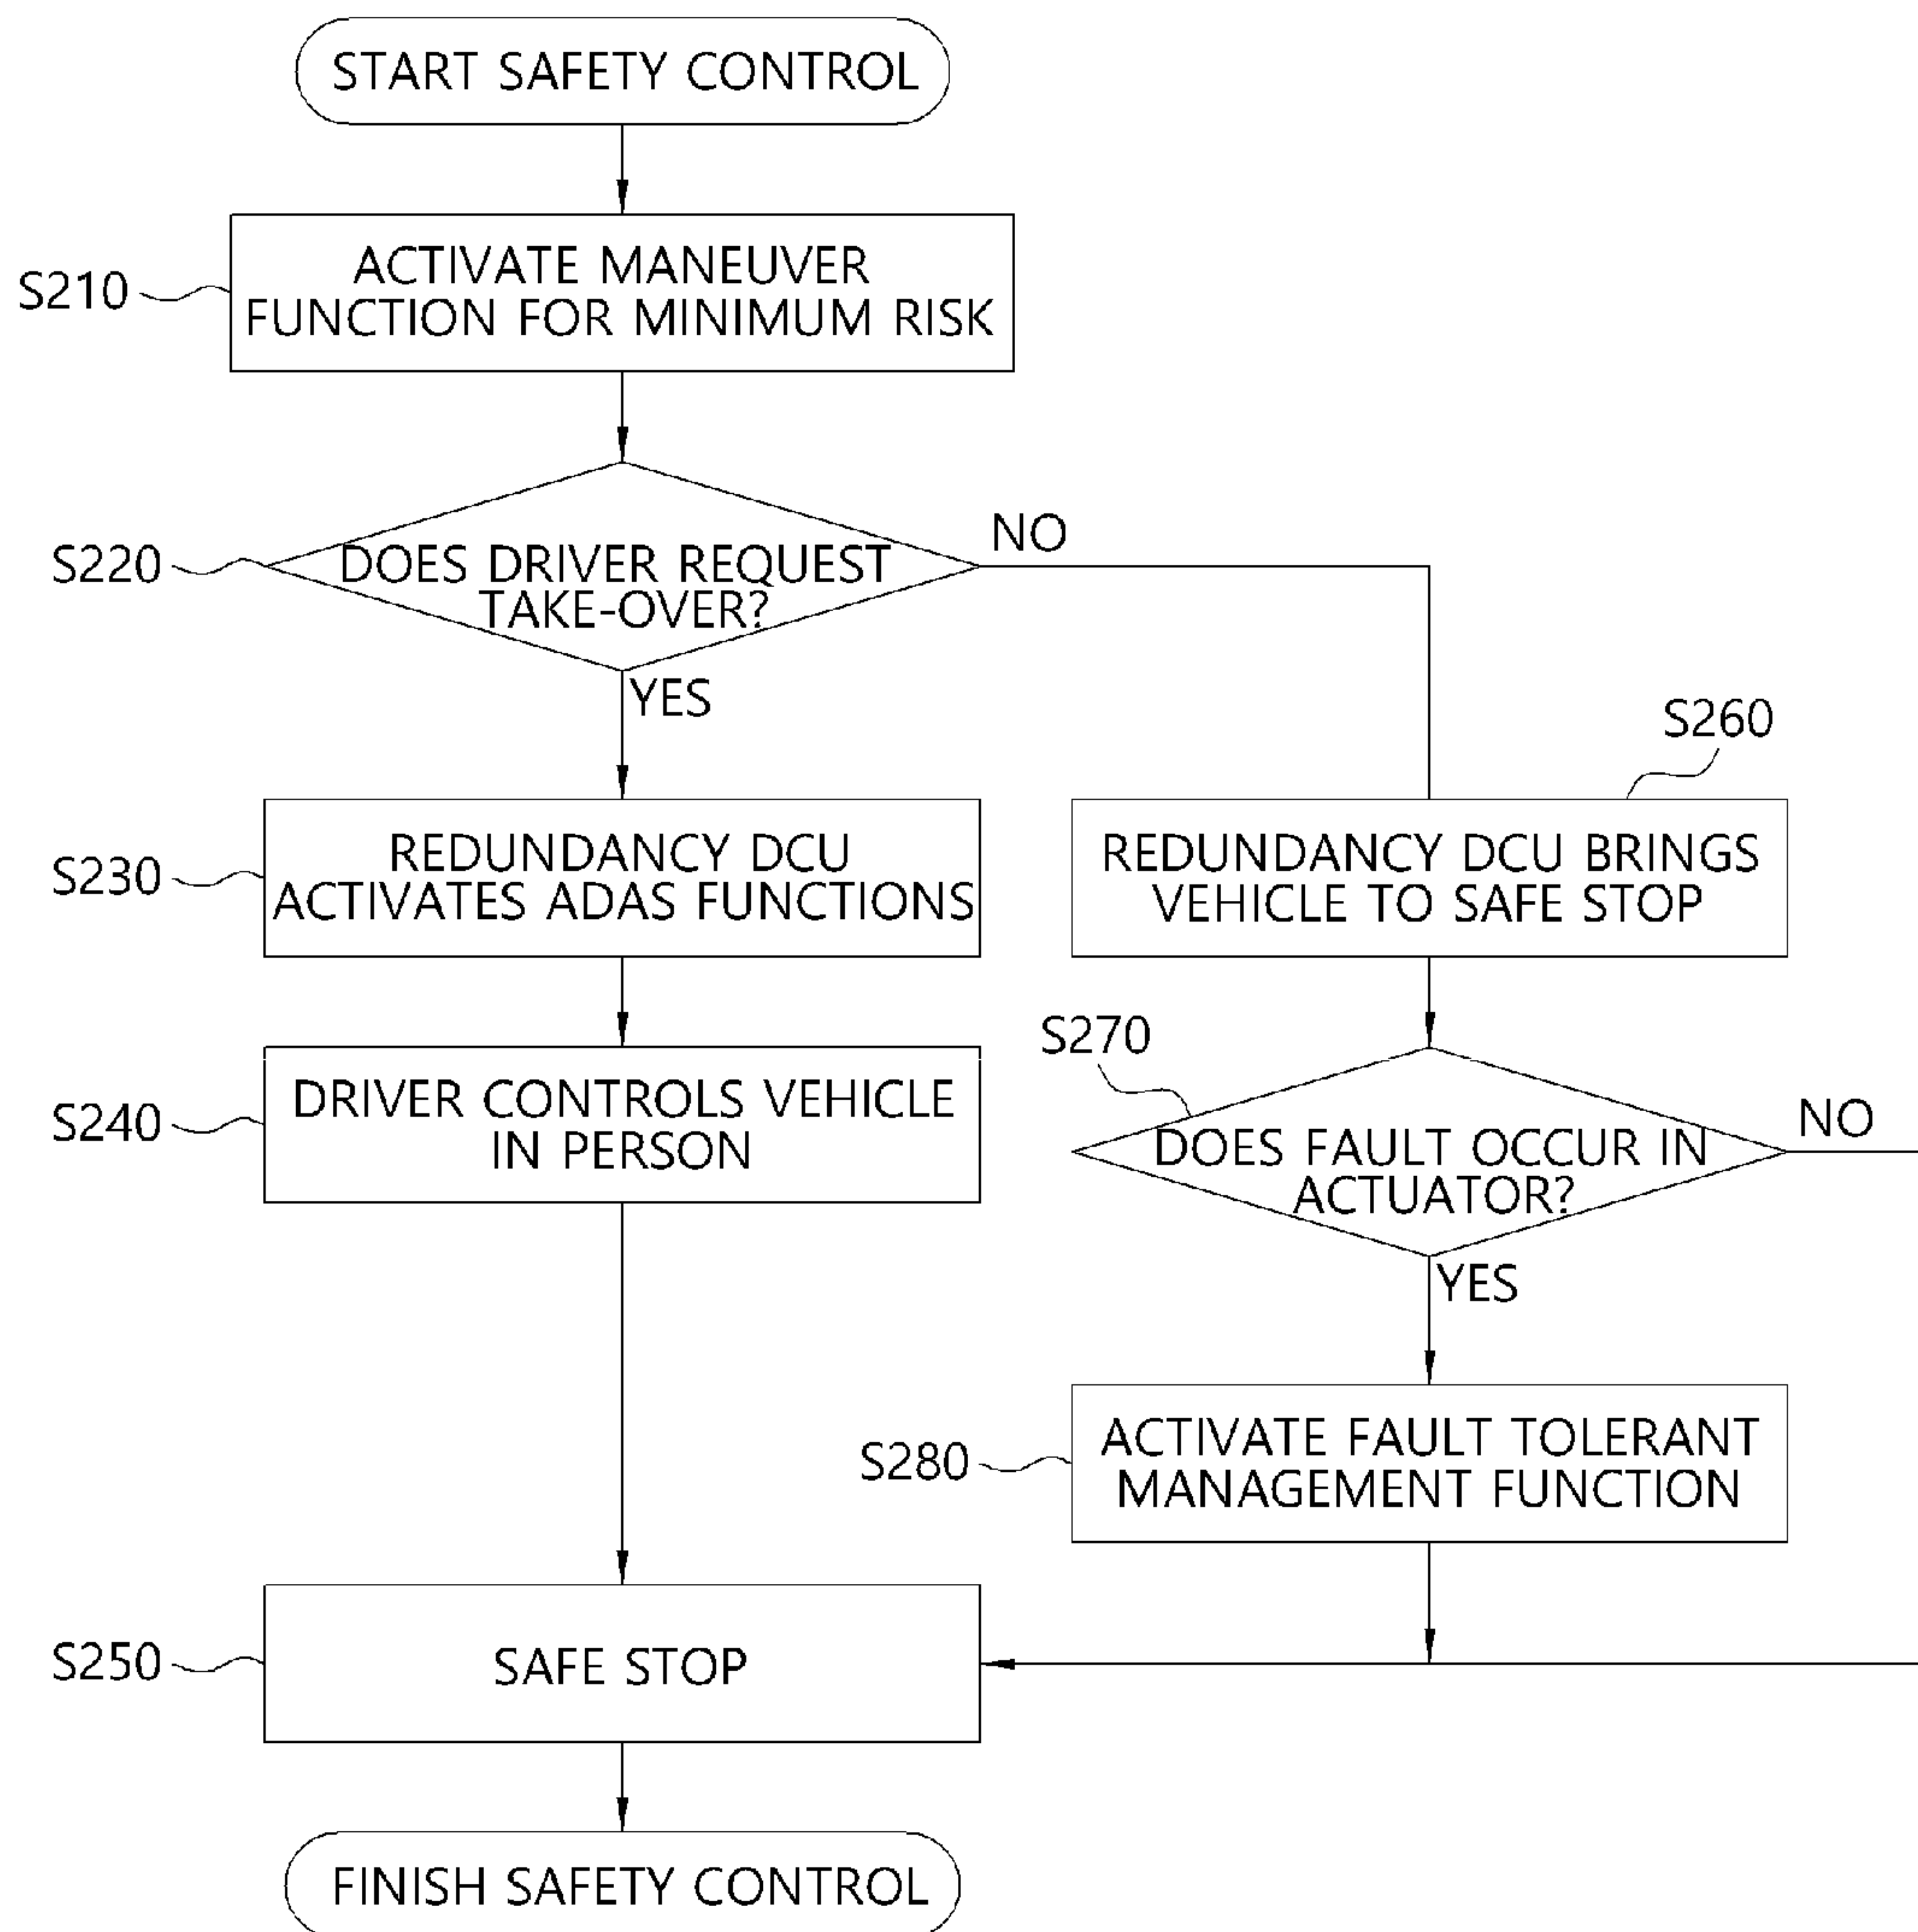 START SAFETY CONTROL
S210
ACTIVATE MANEUVER
FUNCTION FOR MINIMUM RISK
S220
DOES DRIVER REQUEST
TAKE-OVER?
NO
YES
S230
REDUNDANCY DCU
ACTIVATES ADAS FUNCTIONS
S240
DRIVER CONTROLS VEHICLE
IN PERSON
S260
REDUNDANCY DCU BRINGS
VEHICLE TO SAFE STOP
S270
DOES FAULT OCCUR IN
ACTUATOR?
NO
YES
S280
ACTIVATE FAULT TOLERANT
MANAGEMENT FUNCTION
S250
SAFE STOP
FINISH SAFETY CONTROL